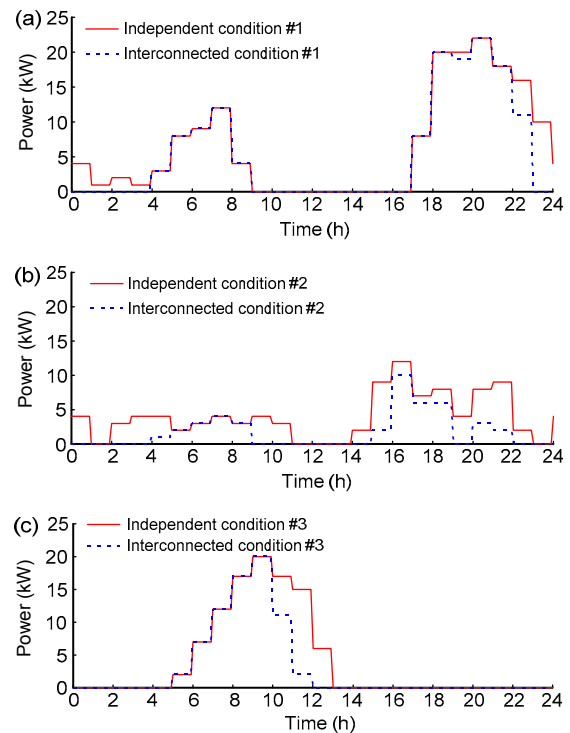 (a)
Independent condition #1
Interconnected condition #1
Power (kW)
25
20
15
10
5
0
0 2 4 6 8 10 12 14 16 18 20 22 24
Time (h)
(b)
Independent condition #2
Interconnected condition #2
Power (kW)
25
20
15
10
5
0
0 2 4 6 8 10 12 14 16 18 20 22 24
Time (h)
(c)
Independent condition #3
Interconnected condition #3
Power (kW)
25
20
15
10
5
0
0 2 4 6 8 10 12 14 16 18 20 22 24
Time (h)